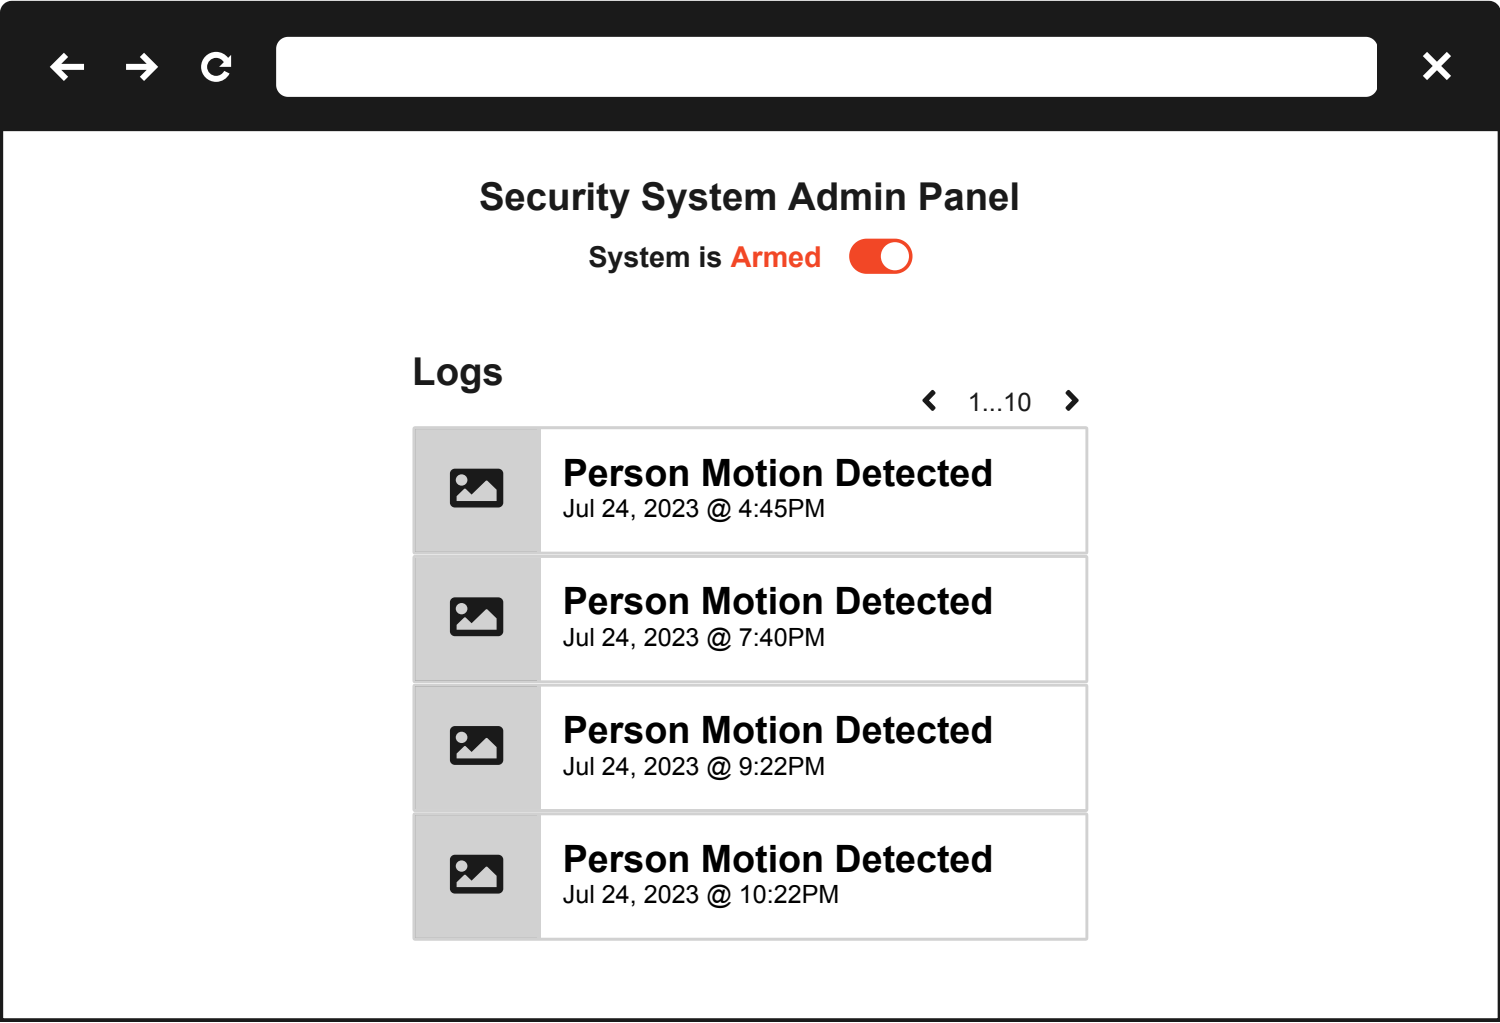 Security System Admin Panel
System is Armed
Logs
1...10
Person Motion Detected
Jul 24, 2023 @ 4:45PM
Person Motion Detected
Jul 24, 2023 @ 7:40PM
Person Motion Detected
Jul 24, 2023 @ 9:22PM
Person Motion Detected
Jul 24, 2023 @ 10:22PM